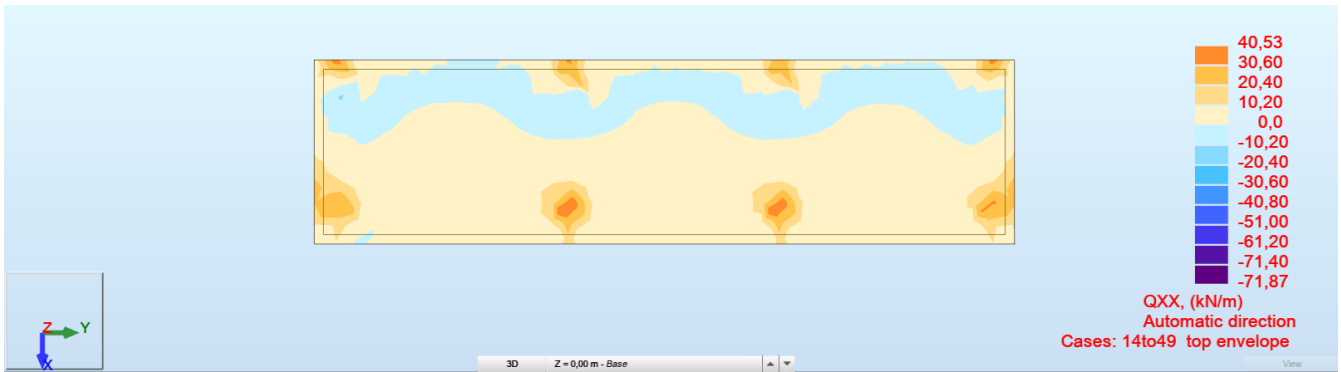 40,53
30,60
20,40
10,20
0,0
-10,20
-20,40
-30,60
-40,80
-51,00
-61,20
-71,40
-71,87
QXX, (kN/m)
Automatic direction
Cases: 14to49 top envelope
Z Y
X
3D Z = 0,00 m - Base
View